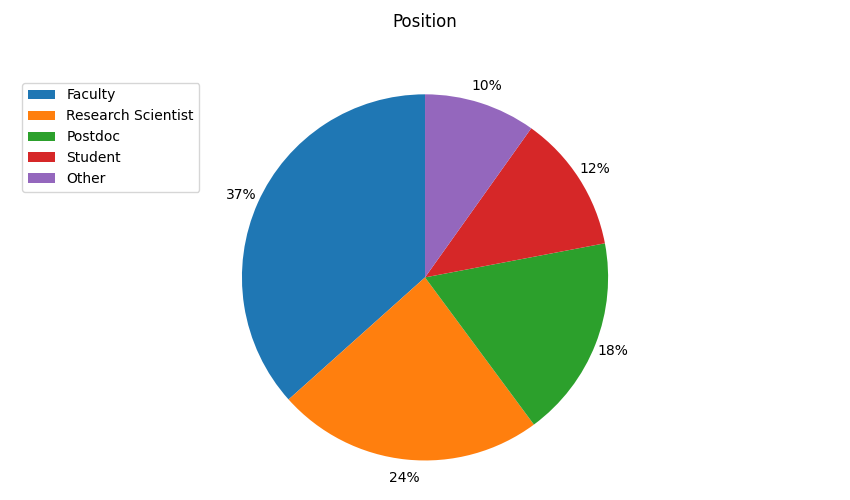 Position
Faculty
Research Scientist
Postdoc
Student
Other
10%
12%
37%
18%
24%